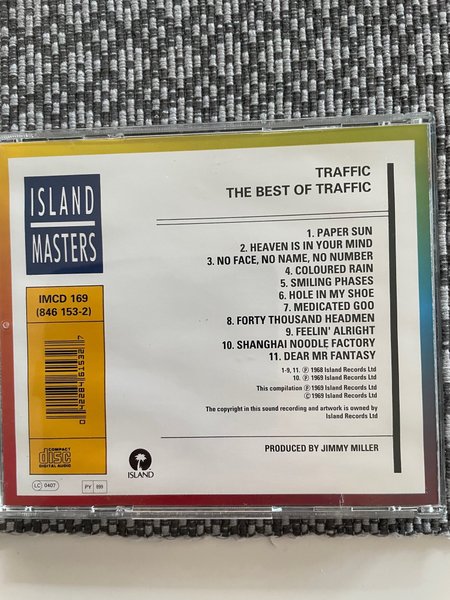 TRAFFIC
THE BEST OF TRAFFIC
ISLAND
MASTERS
IMCD 169
(846 153-2)
1. PAPER SUN
2. HEAVEN IS IN YOUR MIND
3. NO FACE, NO NAME, NO NUMBER
4. COLOURED RAIN
5. SMILING PHASES
6. HOLE IN MY SHOE
7. MEDICATED GOO
8. FORTY THOUSAND HEADMEN
9. FEELIN' ALRIGHT
10. SHANGHAI NOODLE FACTORY
11. DEAR MR FANTASY
1-9, 11. ℗ 1968 Island Records Ltd
10. ℗ 1969 Island Records Ltd
This compilation ℗ 1969 Island Records Ltd
© 1969 Island Records Ltd
The copyright in this sound recording and artwork is owned by
Island Records Ltd
PRODUCED BY JIMMY MILLER
0 42284 61532 7
COMPACT
disc
DIGITAL AUDIO
ISLAND
LC 0407
PY 899